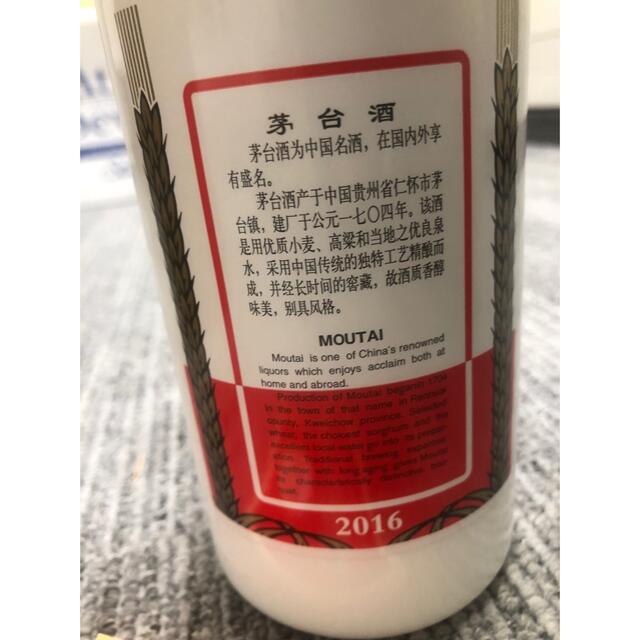 茅台酒
茅台酒为中国名酒，在国内外享
有盛名。
茅台酒产于中国贵州省仁怀市茅
台镇，建厂于公元一七〇四年。该酒
是用优质小麦、高粱和当地之优良泉
水，采用中国传统的独特工艺精酿而
成，并经长时间的窖藏，故酒质香醇
味美，别具风格。
MOUTAI
Moutai is one of China's renowned
liquors which enjoys acclaim both at
home and abroad.
Production of Moutai began in 1704
in the town of that name in Renhuai
county, Kweichow province. Selected
wheat, the choicest sorghum and the
excellent local water go into its prepar-
ation. Traditional brewing expertise
together with long aging gives Moutai
its characteristically distinctive bou-
quet.
2016